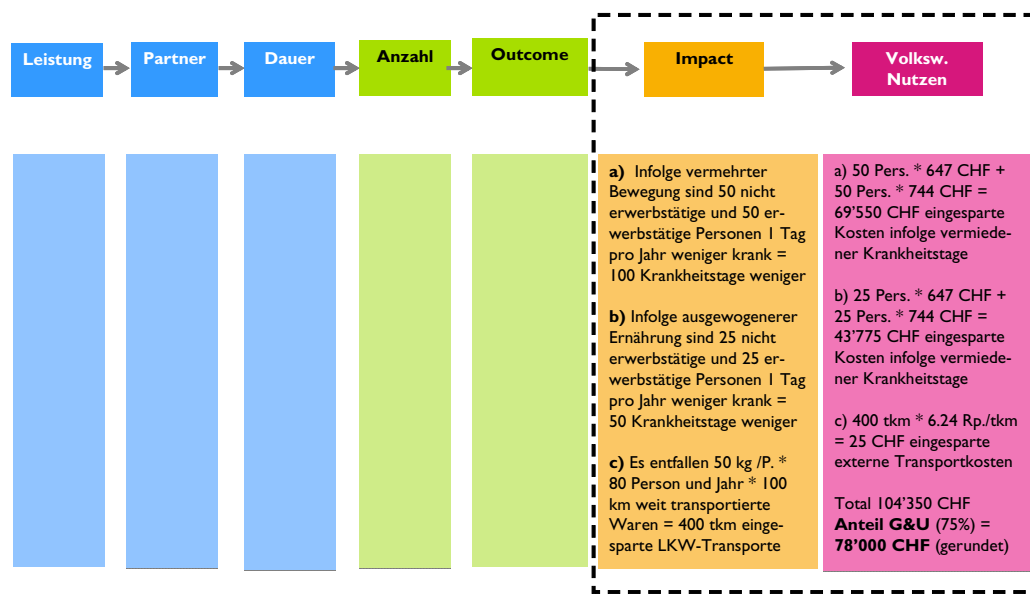 Leistung
Partner
Dauer
Anzahl
Outcome
Impact
Volksw.
Nutzen
a) Infolge vermehrter
Bewegung sind 50 nicht
erwerbstätige und 50 er-
werbstätige Personen 1 Tag
pro Jahr weniger krank =
100 Krankheitstage weniger
b) Infolge ausgewogenerer
Ernährung sind 25 nicht
erwerbstätige und 25 er-
werbstätige Personen 1 Tag
pro Jahr weniger krank =
50 Krankheitstage weniger
c) Es entfallen 50 kg /P. *
80 Person und Jahr * 100
km weit transportierte
Waren = 400 tkm einge-
sparte LKW-Transporte
a) 50 Pers. * 647 CHF +
50 Pers. * 744 CHF =
69'550 CHF eingesparte
Kosten infolge vermiede-
ner Krankheitstage
b) 25 Pers. * 647 CHF +
25 Pers. * 744 CHF =
43'775 CHF eingesparte
Kosten infolge vermiede-
ner Krankheitstage
c) 400 tkm * 6.24 Rp./tkm
= 25 CHF eingesparte
externe Transportkosten
Total 104'350 CHF
Anteil G&U (75%) =
78'000 CHF (gerundet)